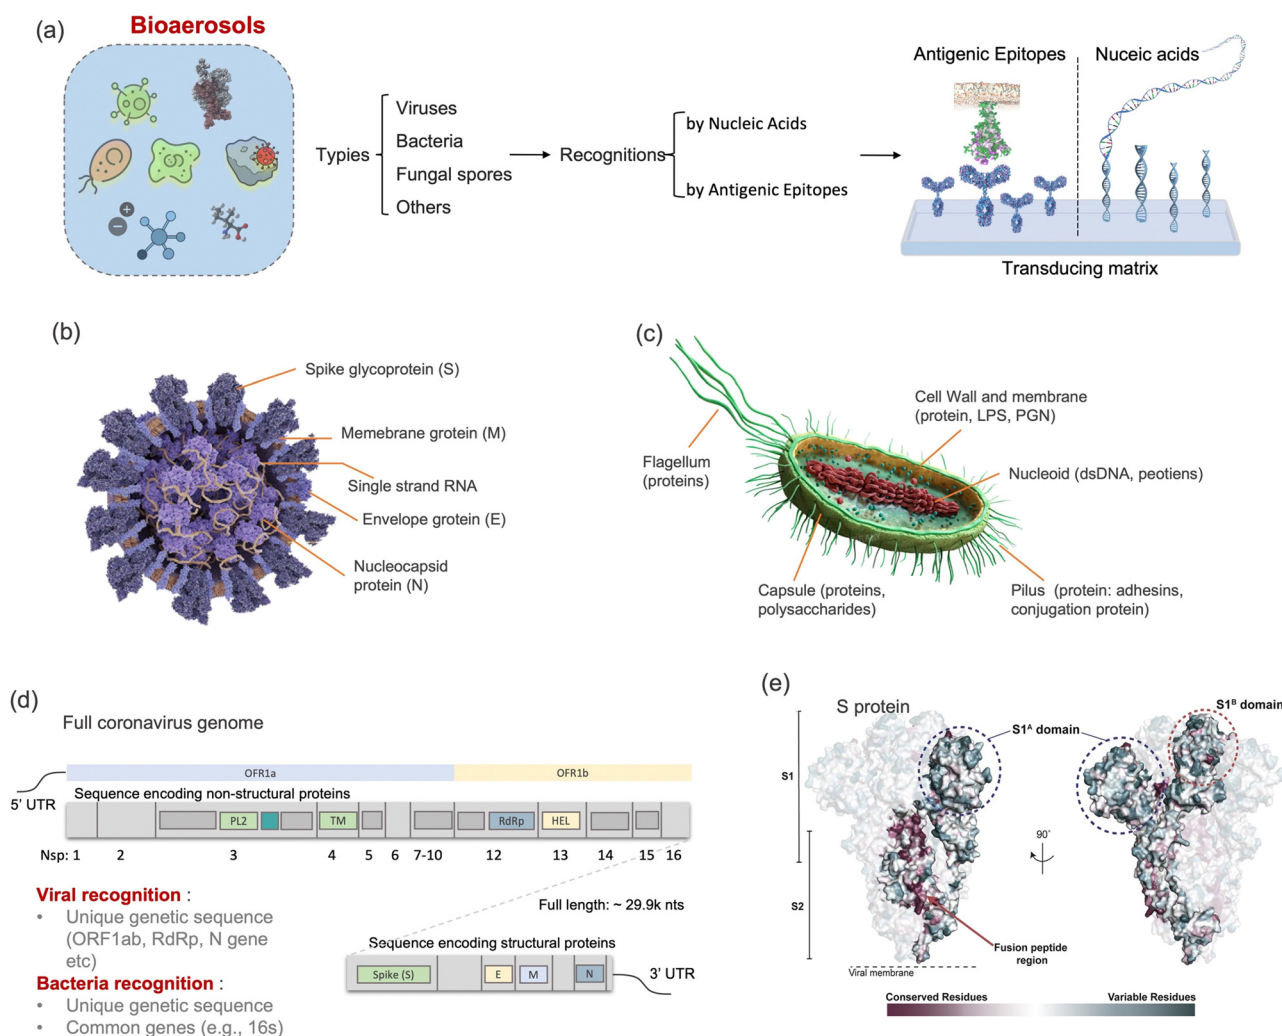 (a)
Bioaerosols
Typies
Viruses
Bacteria
Fungal spores
Others
Recognitions
by Nucleic Acids
by Antigenic Epitopes
Antigenic Epitopes
Nuceic acids
Transducing matrix
(b)
Spike glycoprotein (S)
Memebrane grotein (M)
Single strand RNA
Envelope grotein (E)
Nucleocapsid
protein (N)
(c)
Cell Wall and membrane
(protein, LPS, PGN)
Flagellum
(proteins)
Nucleoid (dsDNA, peotiens)
Capsule (proteins,
polysaccharides)
Pilus (protein: adhesins,
conjugation protein)
(d)
Full coronavirus genome
OFR1a
OFR1b
5' UTR
Sequence encoding non-structural proteins
PL2
TM
RdRp
HEL
Nsp: 1 2 3 4 5 6 7-10 12 13 14 15 16
Viral recognition :
• Unique genetic sequence
(ORF1ab, RdRp, N gene
etc)
Bacteria recognition :
• Unique genetic sequence
• Common genes (e.g., 16s)
Full length: ~ 29.9k nts
Sequence encoding structural proteins
Spike (S)
E
M
N
3' UTR
(e)
S protein
S1ᴮ domain
S1ᴬ domain
S1
90°
S2
Fusion peptide
region
Viral membrane
Conserved Residues
Variable Residues